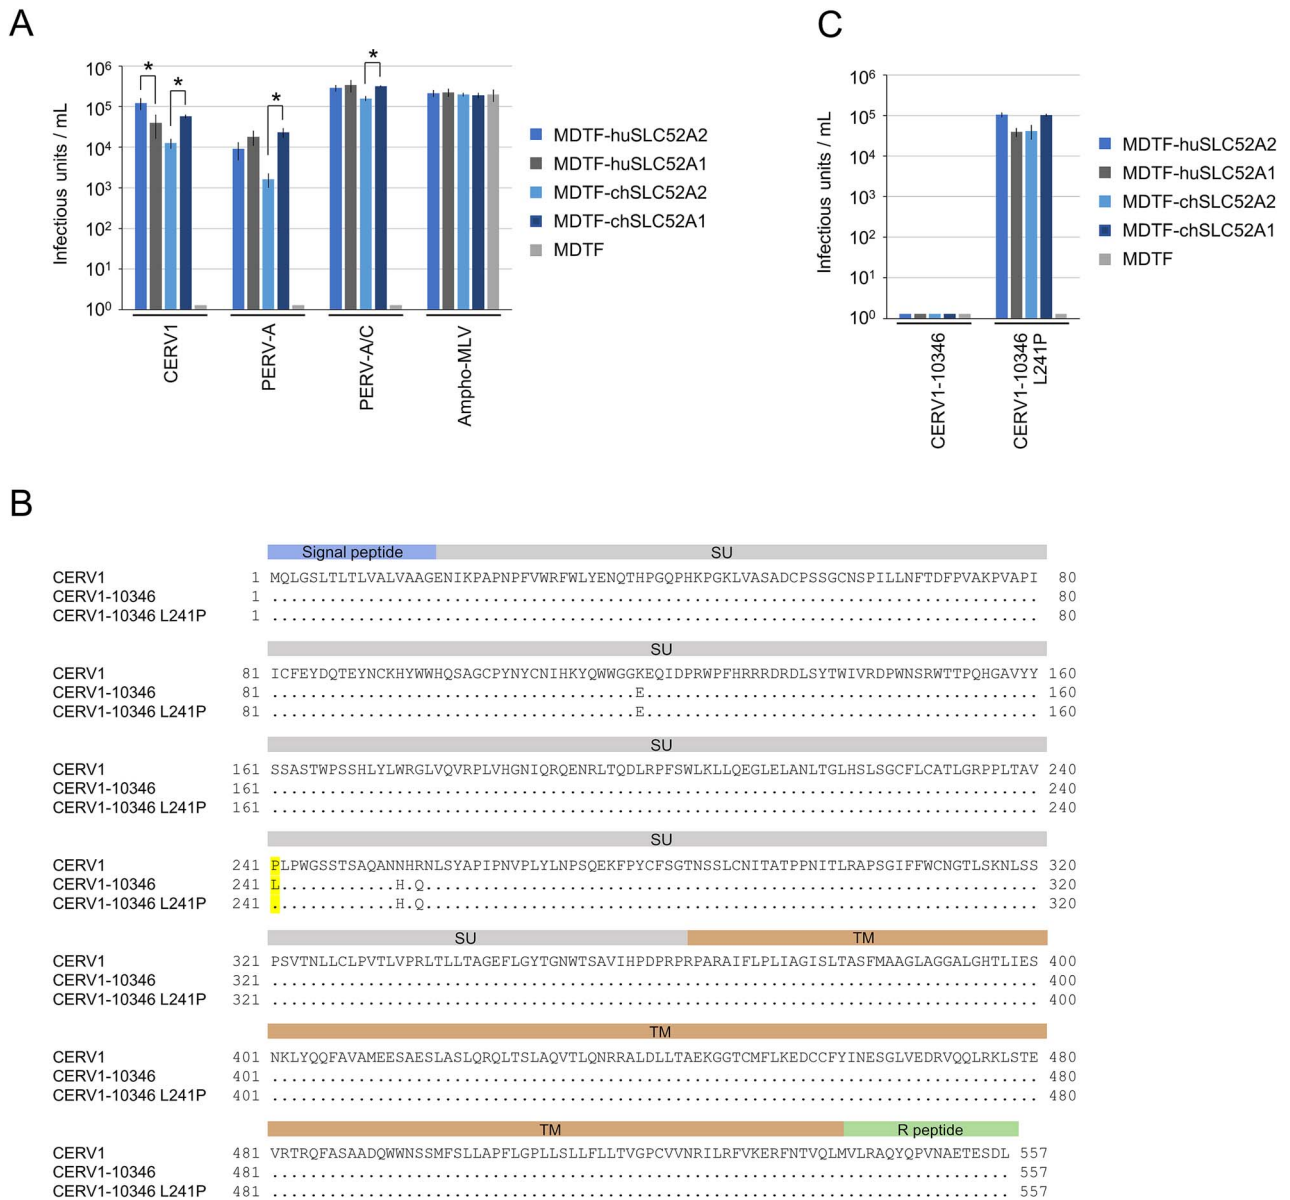 A
Infectious units / mL
10⁶
10⁵
10⁴
10³
10²
10¹
10⁰
*
*
*
*
CERV1
PERV-A
PERV-A/C
Ampho-MLV
MDTF-huSLC52A2
MDTF-huSLC52A1
MDTF-chSLC52A2
MDTF-chSLC52A1
MDTF
C
Infectious units / mL
10⁶
10⁵
10⁴
10³
10²
10¹
10⁰
CERV1-10346
CERV1-10346
L241P
MDTF-huSLC52A2
MDTF-huSLC52A1
MDTF-chSLC52A2
MDTF-chSLC52A1
MDTF
B
Signal peptide SU
CERV1 1 MQLGSLTLTLVALVAAGENIKPAPNPFVWRFWLYENQTHPGQPHKPGKLVASADCPSSGCNSPILLNFTDFPVAKPVAPI 80
CERV1-10346 1 ................................................................................ 80
CERV1-10346 L241P 1 ................................................................................ 80
SU
CERV1 81 ICFEYDQTEYNCKHYWWHQSAGCPYNYCNIHKYQWWGGKEQIDPRWPFHRRRDRDLSYTWIVRDPWNSRWTTPQHGAVYY 160
CERV1-10346 81 ......................................E......................................... 160
CERV1-10346 L241P 81 ......................................E......................................... 160
SU
CERV1 161 SSASTWPSSHLYLWRGLVQVRPLVHGNIQRQENRLTQDLRPFSWLKLLQEGLELANLTGLHSLSGCFLCATLGRPPLTAV 240
CERV1-10346 161 ................................................................................ 240
CERV1-10346 L241P 161 ................................................................................ 240
SU
CERV1 241 PLPWGSSTSAQANNHRNLSYAPIPNVPLYLNPSQEKFPYCFSGTNSSLCNITATPPNITLRAPSGIFFWCNGTLSKNLSS 320
CERV1-10346 241 L............H.Q................................................................ 320
CERV1-10346 L241P 241 .............H.Q................................................................ 320
SU TM
CERV1 321 PSVTNLLCLPVTLVPRLTLLTAGEFLGYTGNWTSAVIHPDPRPRPARAIFLPLIAGISLTASFMAAGLAGGALGHTLIES 400
CERV1-10346 321 ................................................................................ 400
CERV1-10346 L241P 321 ................................................................................ 400
TM
CERV1 401 NKLYQQFAVAMEESAESLASLQRQLTSLAQVTLQNRRALDLLTAEKGGTCMFLKEDCCFYINESGLVEDRVQQLRKLSTE 480
CERV1-10346 401 ................................................................................ 480
CERV1-10346 L241P 401 ................................................................................ 480
TM R peptide
CERV1 481 VRTRQFASAADQWWNSSMFSLLAPFLGPLLSLLFLLTVGPCVVNRILRFVKERFNTVQLMVLRAQYQPVNAETESDL 557
CERV1-10346 481 ............................................................................. 557
CERV1-10346 L241P 481 ............................................................................. 557